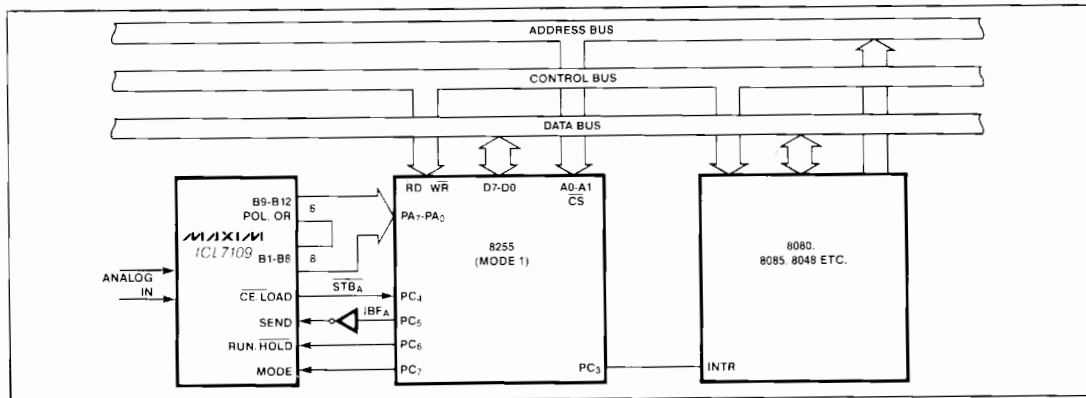 ADDRESS BUS
CONTROL BUS
DATA BUS
B9-B12
POL. OR
6
MAXIM
ICL7109
B1-B8
8
ANALOG
IN
CE.LOAD
SEND
RUN.HOLD
MODE
STBA
IBFA
RD WR D7-D0 A0-A1
CS
PA7-PA0
8255
(MODE 1)
PC4
PC5
PC6
PC7
PC3
8080.
8085. 8048 ETC.
INTR